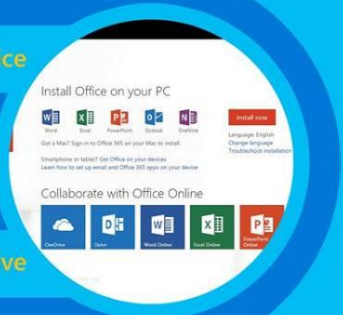 ice
Install Office on your PC
Word Excel PowerPoint Outlook OneNote
Install now
Language: English
Change language
Troubleshoot installation
Got a Mac? Sign in to Office 365 on your Mac to install.
Smartphone or tablet? Get Office on your devices
Learn how to set up email and Office 365 apps on your device
Collaborate with Office Online
OneDrive Delve Word Online Excel Online PowerPoint Online
ve